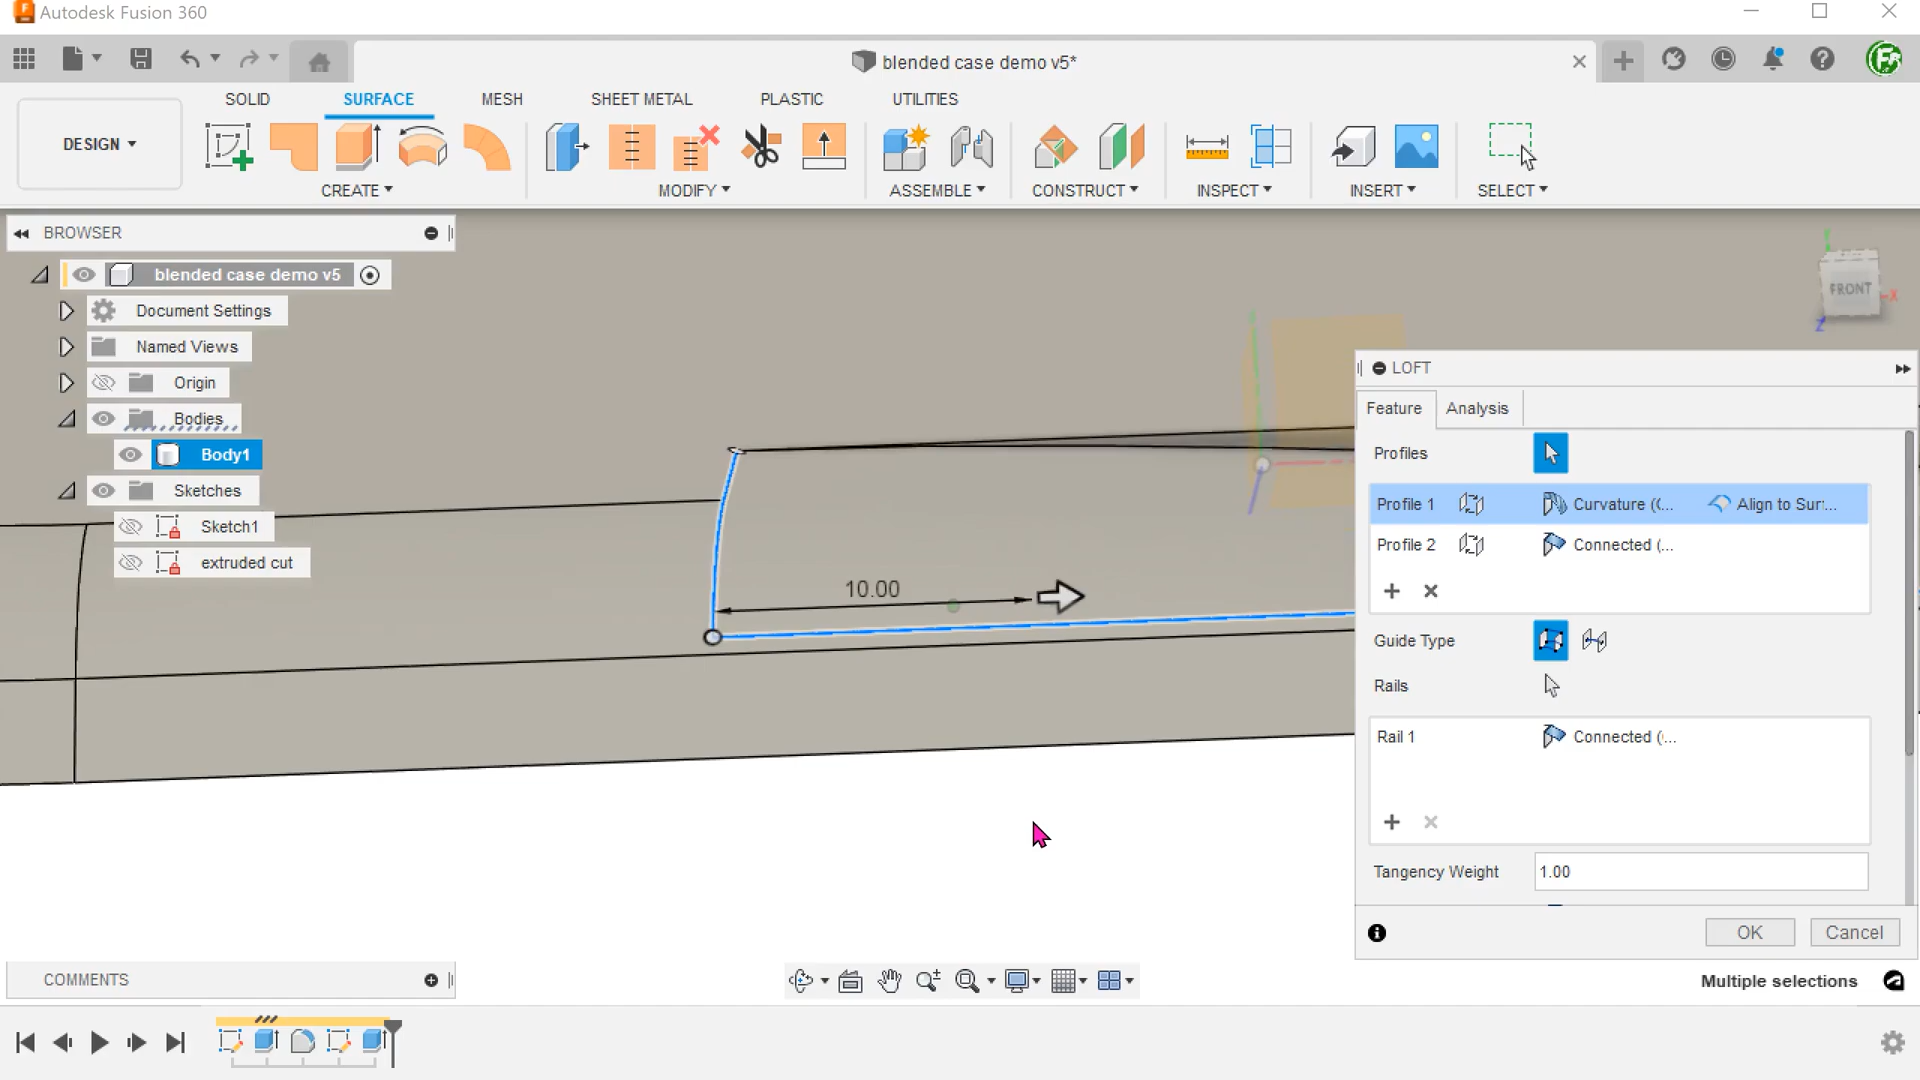 Autodesk Fusion 360
blended case demo v5*
SOLID SURFACE MESH SHEET METAL PLASTIC UTILITIES
DESIGN
CREATE MODIFY ASSEMBLE CONSTRUCT INSPECT INSERT SELECT
BROWSER
blended case demo v5
Document Settings
Named Views
Origin
Bodies
Body1
Sketches
Sketch1
extruded cut
10.00
FRONT
X
Z
LOFT
Feature Analysis
Profiles
Profile 1 Curvature (G... Align to Surf...
Profile 2 Connected (...
Guide Type
Rails
Rail 1 Connected (...
Tangency Weight 1.00
OK Cancel
COMMENTS
Multiple selections